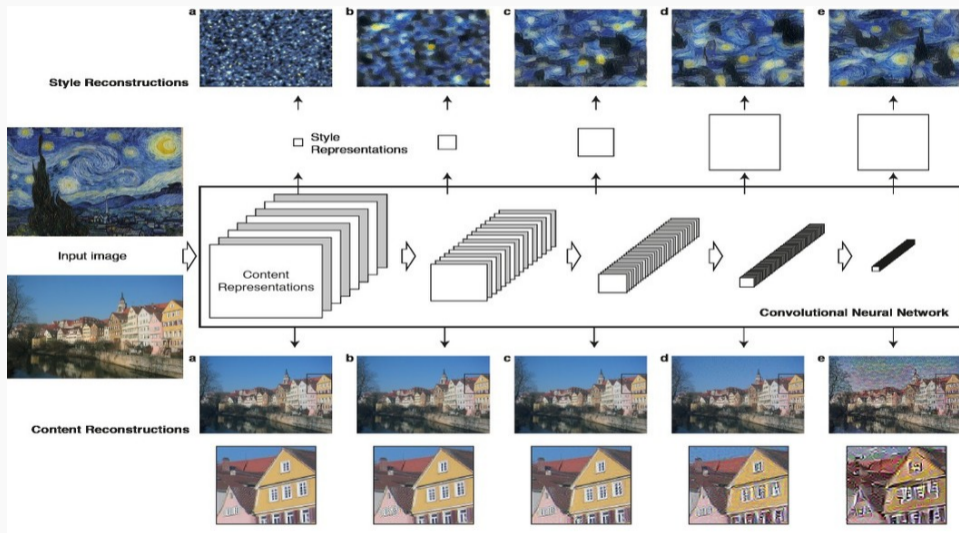 a
b
c
d
e
Style Reconstructions
Style
Representations
Input image
Content
Representations
Convolutional Neural Network
a
b
c
d
e
Content Reconstructions